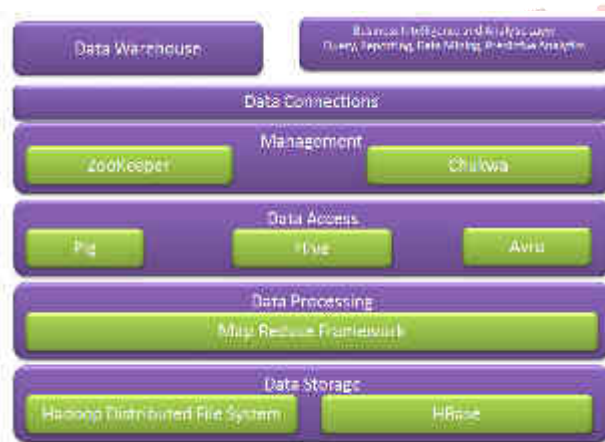 Data Warehouse
Business Intelligence and Analytic Layer
Query, Reporting, Data Mining, Predictive Analytics
Data Connections
Management
ZooKeeper
Chukwa
Data Access
Pig
Hive
Avro
Data Processing
Map Reduce Framework
Data Storage
Hadoop Distributed File System
HBase